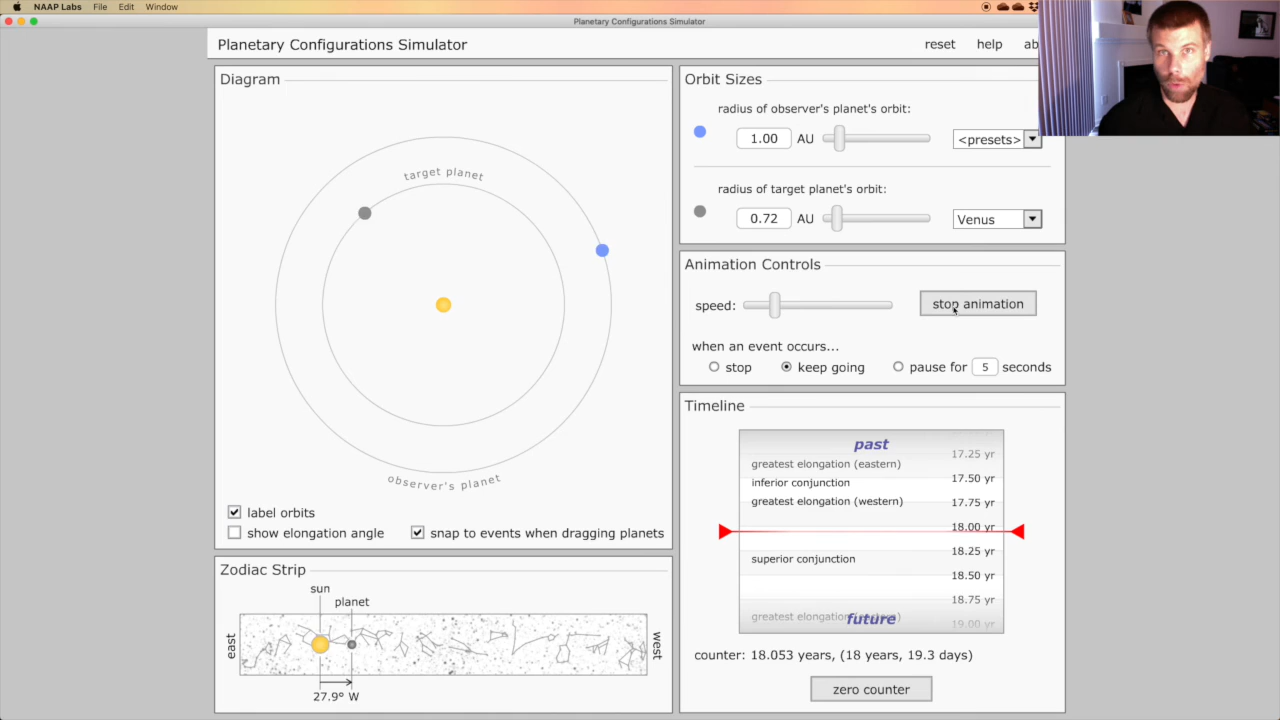 NAAP Labs File Edit Window
Planetary Configurations Simulator
Planetary Configurations Simulator reset help ab
Diagram
target planet
observer's planet
label orbits
show elongation angle snap to events when dragging planets
Zodiac Strip
sun
planet
east
west
27.9° W
Orbit Sizes
radius of observer's planet's orbit:
1.00 AU <presets>
radius of target planet's orbit:
0.72 AU Venus
Animation Controls
speed: stop animation
when an event occurs...
stop keep going pause for 5 seconds
Timeline
past
17.25 yr
greatest elongation (eastern)
inferior conjunction 17.50 yr
greatest elongation (western) 17.75 yr
18.00 yr
18.25 yr
superior conjunction
18.50 yr
18.75 yr
greatest elongation (eastern) 19.00 yr
future
counter: 18.053 years, (18 years, 19.3 days)
zero counter